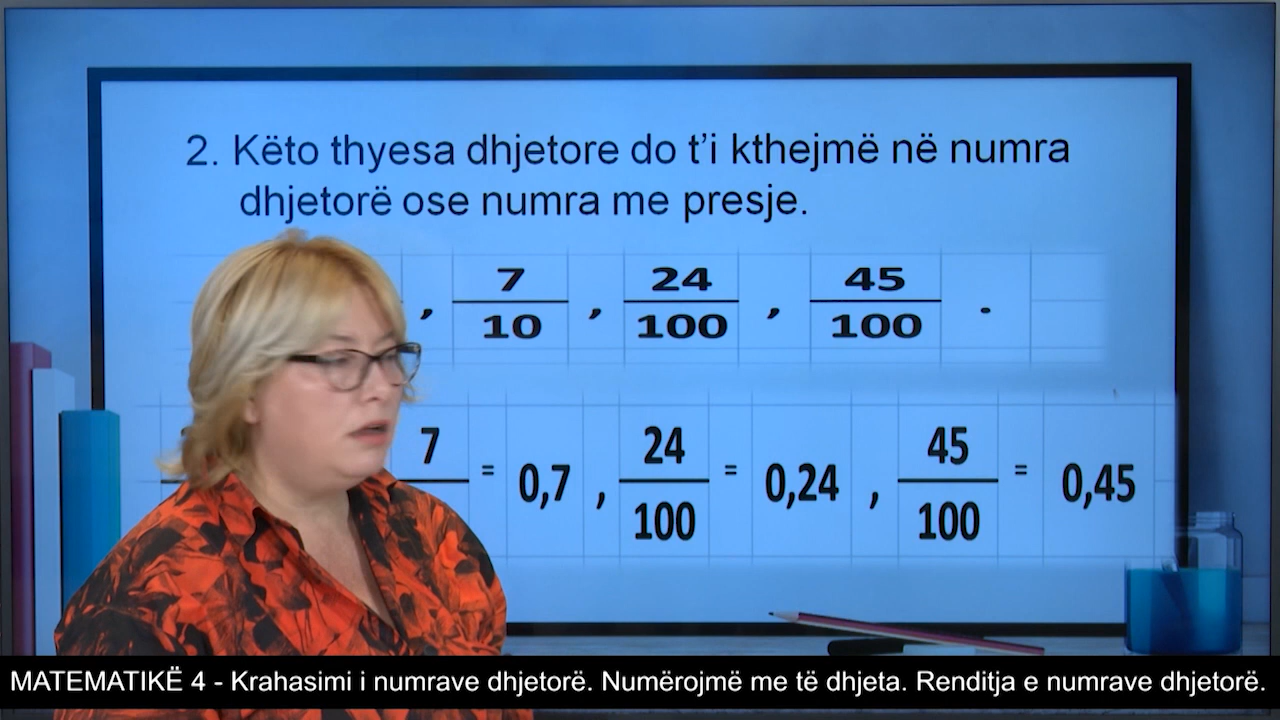 2. Këto thyesa dhjetore do t’i kthejmë në numra
dhjetorë ose numra me presje.
, 7/10 , 24/100 , 45/100 .
7/ = 0,7 , 24/100 = 0,24 , 45/100 = 0,45
MATEMATIKË 4 - Krahasimi i numrave dhjetorë. Numërojmë me të dhjeta. Renditja e numrave dhjetorë.